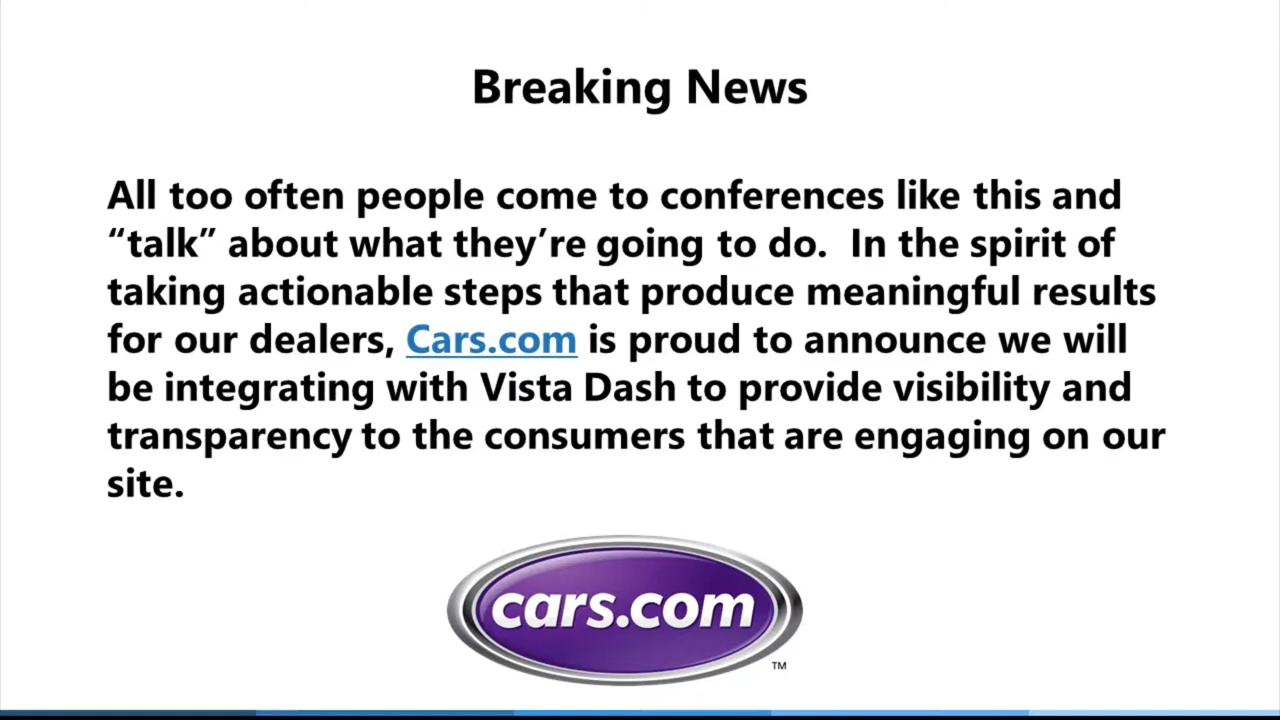 Breaking News
All too often people come to conferences like this and
“talk” about what they’re going to do.  In the spirit of
taking actionable steps that produce meaningful results
for our dealers, Cars.com is proud to announce we will
be integrating with Vista Dash to provide visibility and
transparency to the consumers that are engaging on our
site.
cars.com
TM